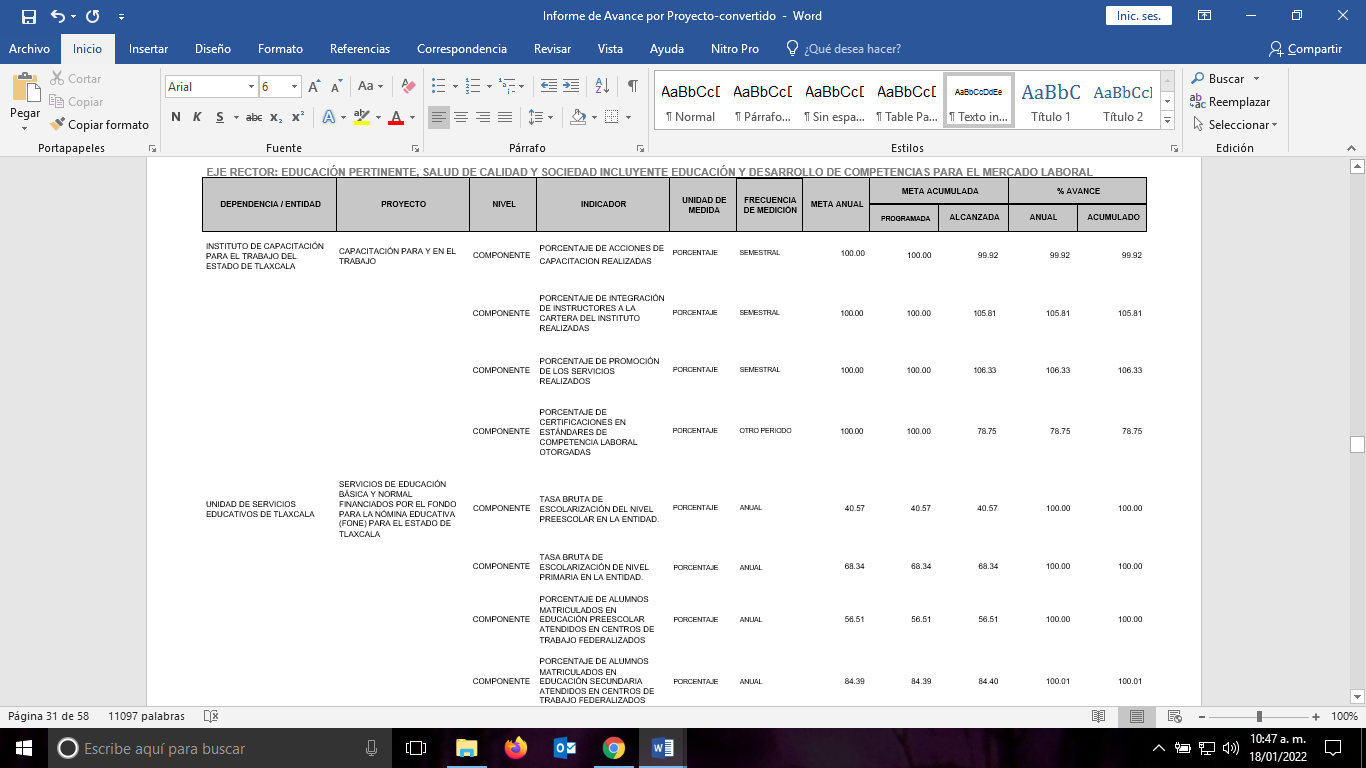 Informe de Avance por Proyecto-convertido - Word
Inic. ses.
Archivo Inicio Insertar Diseño Formato Referencias Correspondencia Revisar Vista Ayuda Nitro Pro ¿Qué desea hacer? Compartir
Pegar
Cortar
Copiar
Copiar formato
Portapapeles
Arial 6
N K S abc x₂ x²
Fuente
Párrafo
AaBbCcD AaBbCcD AaBbCcD AaBbCcD AaBbCcDdEe AaBbC AaBbCcI
¶ Normal ¶ Párrafo... ¶ Sin espa... ¶ Table Pa... ¶ Texto in... Título 1 Título 2
Estilos
Buscar
Reemplazar
Seleccionar
Edición
EJE RECTOR: EDUCACIÓN PERTINENTE, SALUD DE CALIDAD Y SOCIEDAD INCLUYENTE EDUCACIÓN Y DESARROLLO DE COMPETENCIAS PARA EL MERCADO LABORAL
DEPENDENCIA / ENTIDAD
PROYECTO
NIVEL
INDICADOR
UNIDAD DE
MEDIDA
FRECUENCIA
DE MEDICIÓN
META ANUAL
META ACUMULADA
PROGRAMADA ALCANZADA
% AVANCE
ANUAL ACUMULADO
INSTITUTO DE CAPACITACIÓN
PARA EL TRABAJO DEL
ESTADO DE TLAXCALA
CAPACITACIÓN PARA Y EN EL
TRABAJO
COMPONENTE
PORCENTAJE DE ACCIONES DE
CAPACITACION REALIZADAS
PORCENTAJE SEMESTRAL 100.00 100.00 99.92 99.92 99.92
COMPONENTE
PORCENTAJE DE INTEGRACIÓN
DE INSTRUCTORES A LA
CARTERA DEL INSTITUTO
REALIZADAS
PORCENTAJE SEMESTRAL 100.00 100.00 105.81 105.81 105.81
COMPONENTE
PORCENTAJE DE PROMOCIÓN
DE LOS SERVICIOS
REALIZADOS
PORCENTAJE SEMESTRAL 100.00 100.00 106.33 106.33 106.33
COMPONENTE
PORCENTAJE DE
CERTIFICACIONES EN
ESTÁNDARES DE
COMPETENCIA LABORAL
OTORGADAS
PORCENTAJE OTRO PERIODO 100.00 100.00 78.75 78.75 78.75
UNIDAD DE SERVICIOS
EDUCATIVOS DE TLAXCALA
SERVICIOS DE EDUCACIÓN
BÁSICA Y NORMAL
FINANCIADOS POR EL FONDO
PARA LA NÓMINA EDUCATIVA
(FONE) PARA EL ESTADO DE
TLAXCALA
COMPONENTE
TASA BRUTA DE
ESCOLARIZACIÓN DEL NIVEL
PREESCOLAR EN LA ENTIDAD.
PORCENTAJE ANUAL 40.57 40.57 40.57 100.00 100.00
COMPONENTE
TASA BRUTA DE
ESCOLARIZACIÓN DE NIVEL
PRIMARIA EN LA ENTIDAD.
PORCENTAJE ANUAL 68.34 68.34 68.34 100.00 100.00
COMPONENTE
PORCENTAJE DE ALUMNOS
MATRICULADOS EN
EDUCACIÓN PREESCOLAR
ATENDIDOS EN CENTROS DE
TRABAJO FEDERALIZADOS
PORCENTAJE ANUAL 56.51 56.51 56.51 100.00 100.00
COMPONENTE
PORCENTAJE DE ALUMNOS
MATRICULADOS EN
EDUCACIÓN SECUNDARIA
ATENDIDOS EN CENTROS DE
TRABAJO FEDERALIZADOS
PORCENTAJE ANUAL 84.39 84.39 84.40 100.01 100.01
Página 31 de 58 11097 palabras 100%
Escribe aquí para buscar
10:47 a. m.
18/01/2022